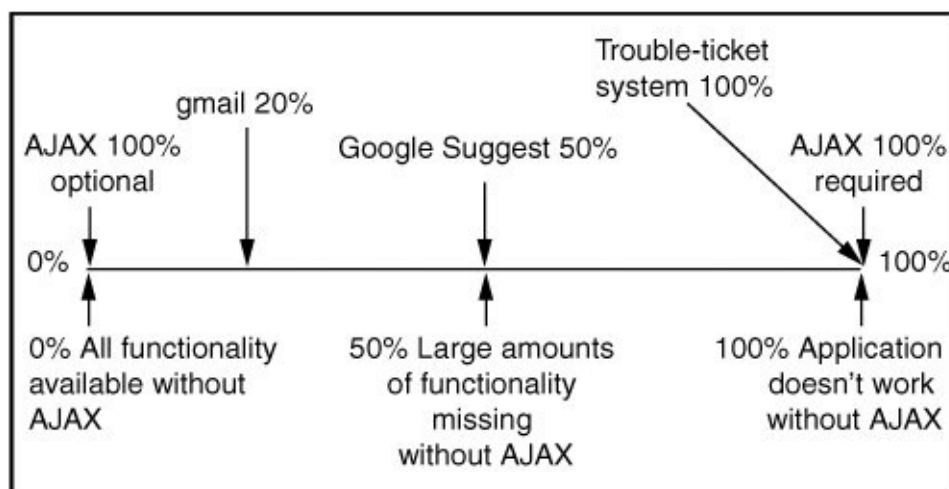 Trouble-ticket
system 100%
gmail 20%
AJAX 100%
optional
Google Suggest 50%
AJAX 100%
required
0%
100%
0% All functionality
available without
AJAX
50% Large amounts
of functionality
missing
without AJAX
100% Application
doesn't work
without AJAX